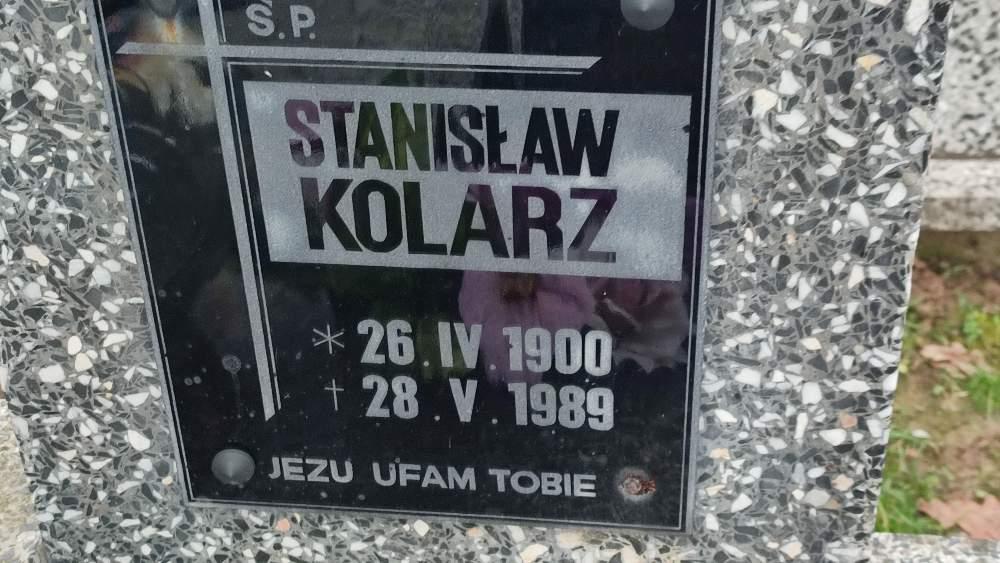 Ś.P.
STANISŁAW
KOLARZ
* 26.IV.1900
† 28 V.1989
JEZU UFAM TOBIE